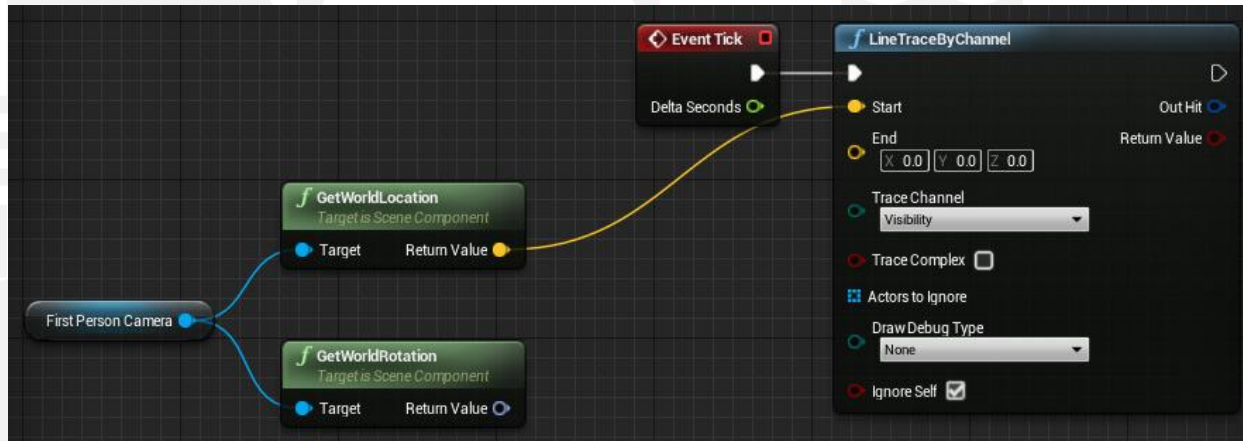 Event Tick
Delta Seconds
f LineTraceByChannel
Start
Out Hit
End
X 0.0 Y 0.0 Z 0.0
Return Value
Trace Channel
Visibility
Trace Complex
Actors to Ignore
Draw Debug Type
None
Ignore Self
f GetWorldLocation
Target is Scene Component
Target Return Value
First Person Camera
f GetWorldRotation
Target is Scene Component
Target Return Value